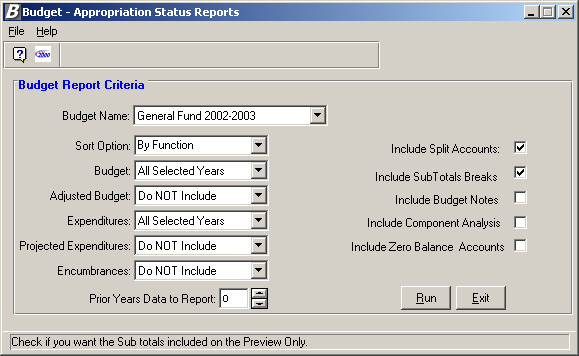 B Budget - Appropriation Status Reports
File Help
? 2000
Budget Report Criteria
Budget Name: General Fund 2002-2003
Sort Option: By Function
Include Split Accounts:
Budget: All Selected Years
Include SubTotals Breaks
Adjusted Budget: Do NOT Include
Include Budget Notes
Expenditures: All Selected Years
Include Component Analysis
Projected Expenditures: Do NOT Include
Include Zero Balance Accounts
Encumbrances: Do NOT Include
Prior Years Data to Report: 0
Run Exit
Check if you want the Sub totals included on the Preview Only.